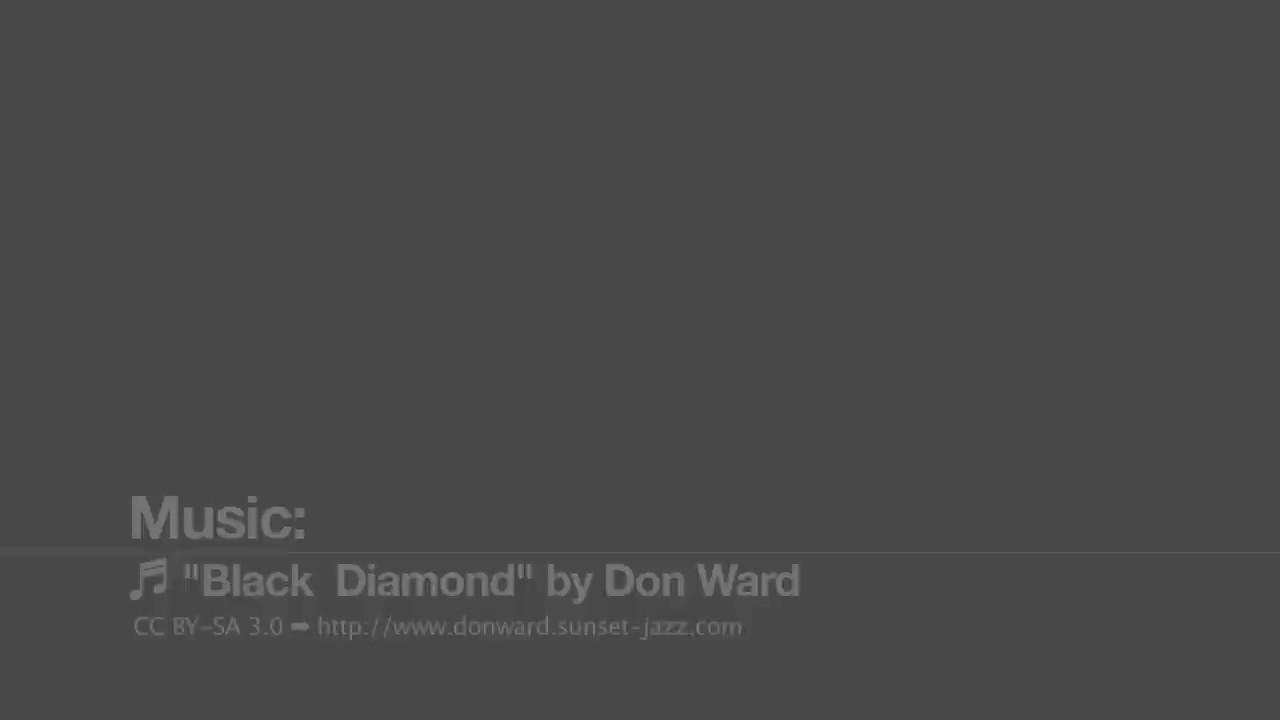 Music:
♫ "Black  Diamond" by Don Ward
CC BY–SA 3.0 ➡ http://www.donward.sunset-jazz.com